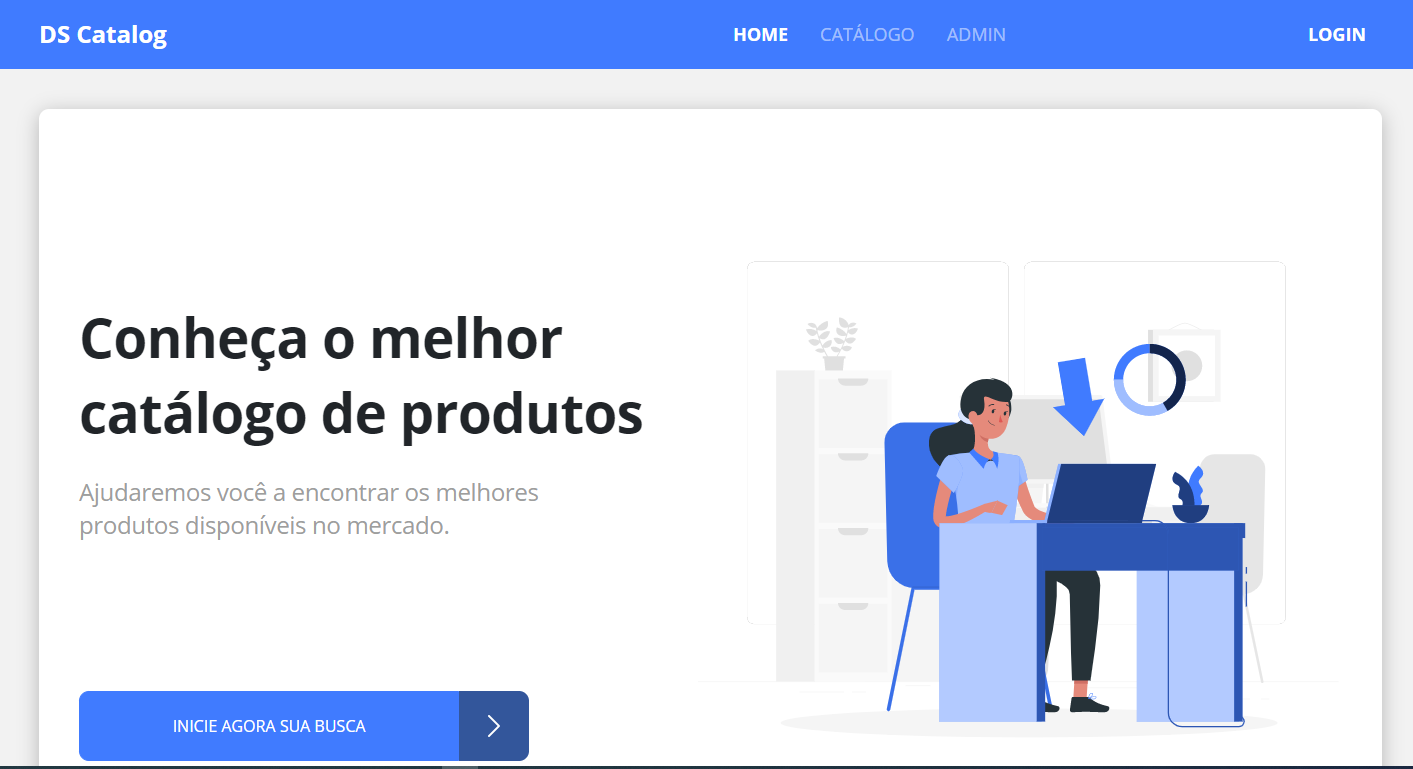 DS Catalog
HOME
CATÁLOGO
ADMIN
LOGIN
Conheça o melhor
catálogo de produtos
Ajudaremos você a encontrar os melhores
produtos disponíveis no mercado.
INICIE AGORA SUA BUSCA